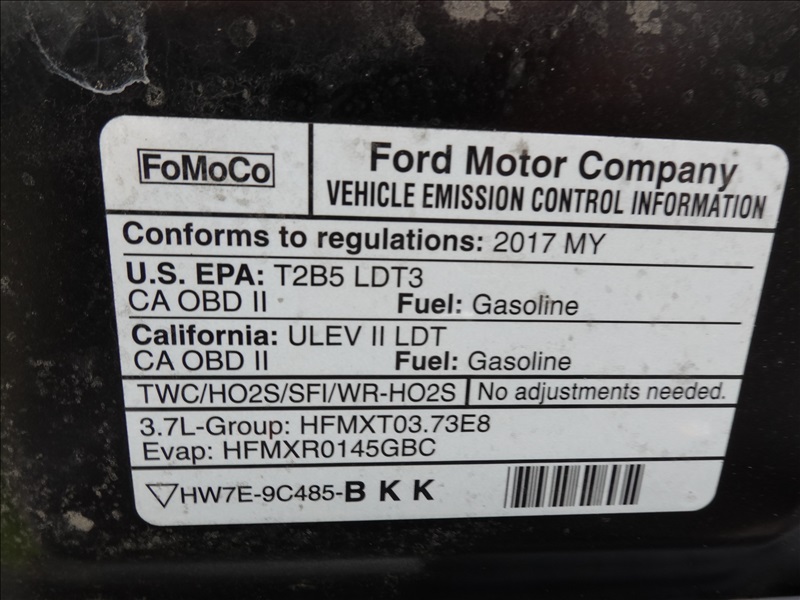 FoMoCo
Ford Motor Company
VEHICLE EMISSION CONTROL INFORMATION
Conforms to regulations: 2017 MY
U.S. EPA: T2B5 LDT3
CA OBD II Fuel: Gasoline
California: ULEV II LDT
CA OBD II Fuel: Gasoline
TWC/HO2S/SFI/WR-HO2S No adjustments needed.
3.7L-Group: HFMXT03.73E8
Evap: HFMXR0145GBC
HW7E-9C485-B K K